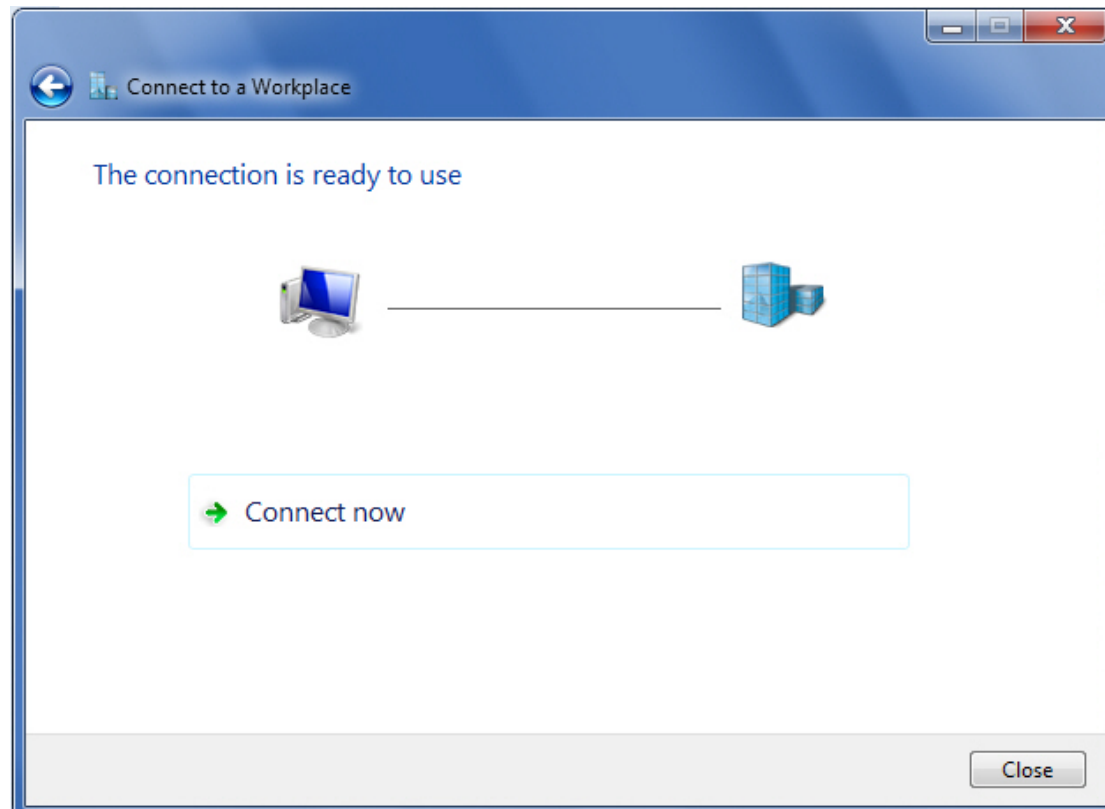 Connect to a Workplace
The connection is ready to use
Connect now
Close